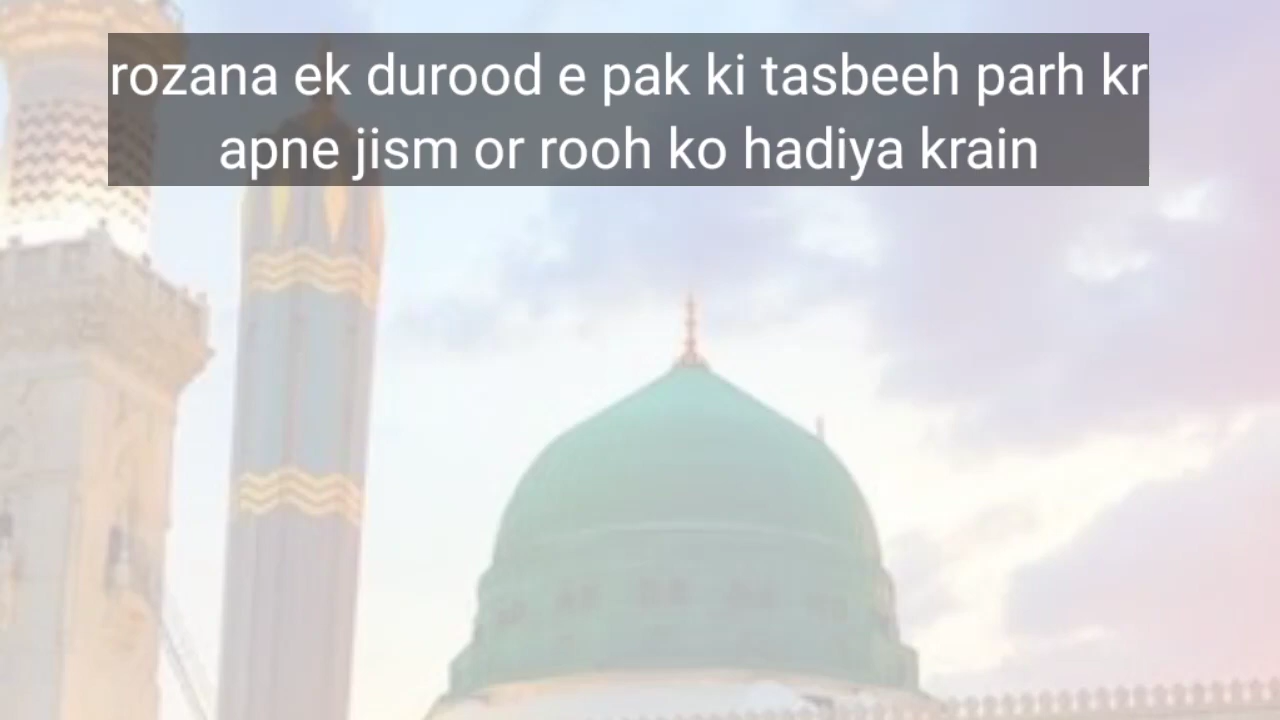 rozana ek durood e pak ki tasbeeh parh kr
apne jism or rooh ko hadiya krain